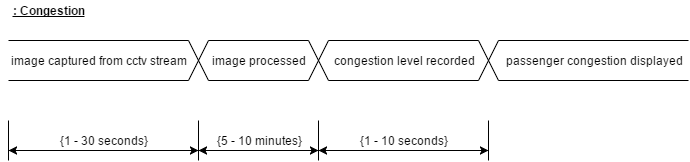 : Congestion
image captured from cctv stream
image processed
congestion level recorded
passenger congestion displayed
{1 - 30 seconds}
{5 - 10 minutes}
{1 - 10 seconds}